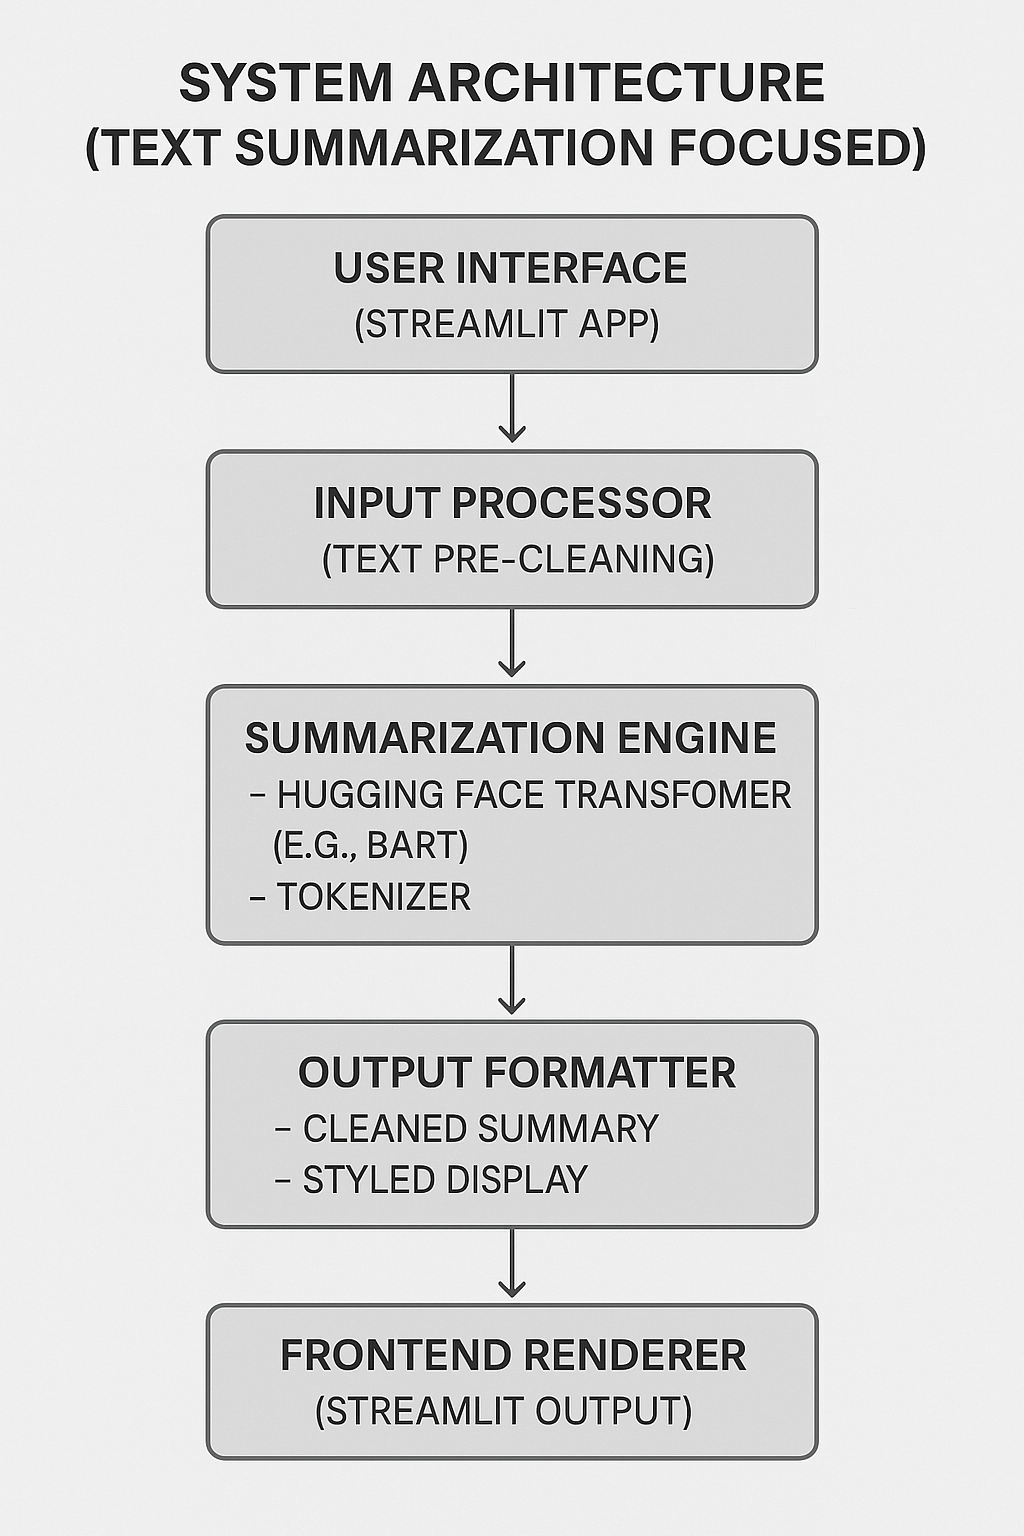 SYSTEM ARCHITECTURE
(TEXT SUMMARIZATION FOCUSED)
USER INTERFACE
(STREAMLIT APP)
INPUT PROCESSOR
(TEXT PRE-CLEANING)
SUMMARIZATION ENGINE
– HUGGING FACE TRANSFOMER
(E.G., BART)
– TOKENIZER
OUTPUT FORMATTER
– CLEANED SUMMARY
– STYLED DISPLAY
FRONTEND RENDERER
(STREAMLIT OUTPUT)